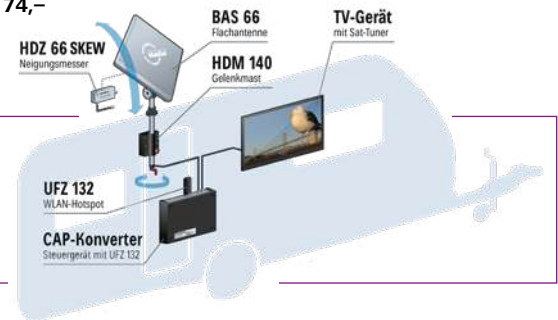 74,–
BAS 66
Flachantenne
TV-Gerät
mit Sat-Tuner
HDZ 66 SKEW
Neigungsmesser
HDM 140
Gelenkmast
UFZ 132
WLAN-Hotspot
CAP-Konverter
Steuergerät mit UFZ 132